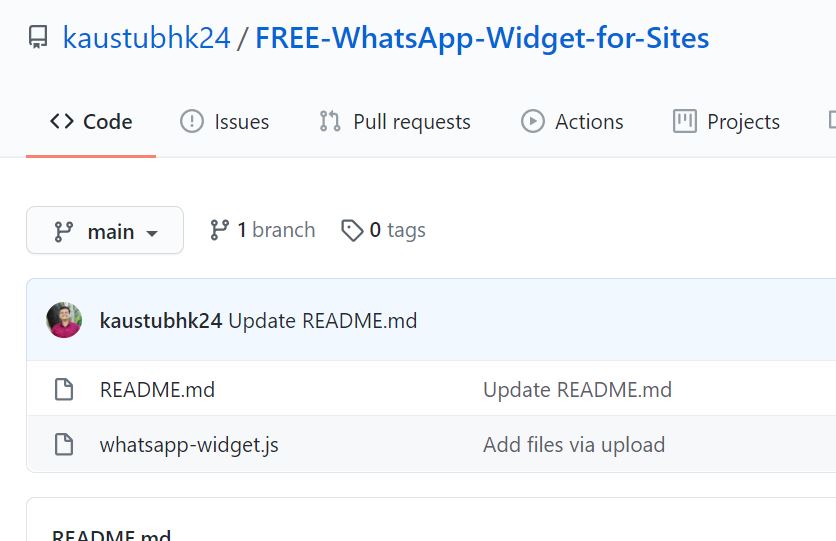 kaustubhk24 / FREE-WhatsApp-Widget-for-Sites
Code Issues Pull requests Actions Projects
main 1 branch 0 tags
kaustubhk24 Update README.md
README.md Update README.md
whatsapp-widget.js Add files via upload
README.md